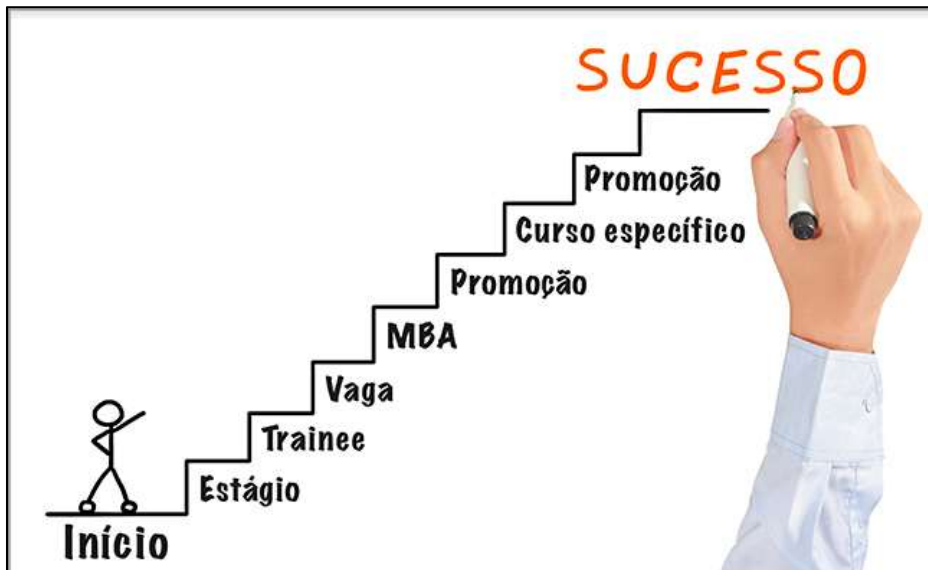 SUCESSO
Promoção
Curso específico
Promoção
MBA
Vaga
Trainee
Estágio
Início